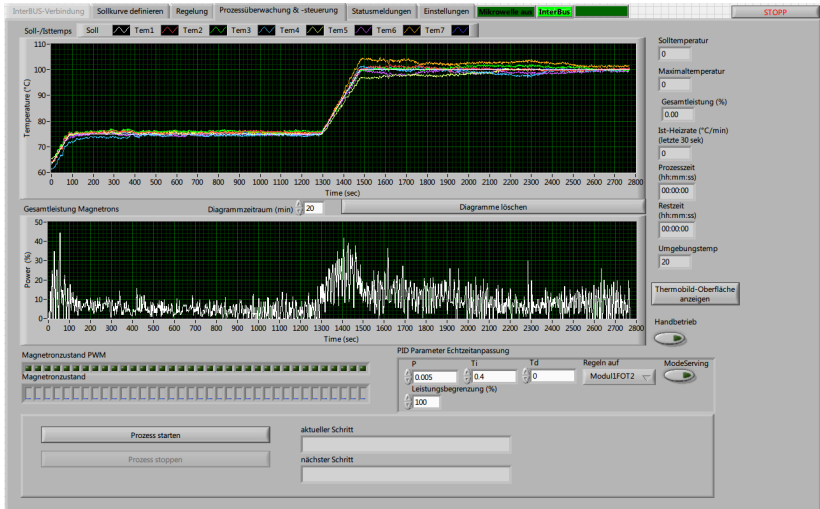 InterBUS-Verbindung Sollkurve definieren Regelung Prozessüberwachung & -steuerung Statusmeldungen Einstellungen Mikrowelle aus InterBus STOPP
Soll-/Isttemps Soll Tem1 Tem2 Tem3 Tem4 Tem5 Tem6 Tem7
110
100
90
80
70
60
Temperature (°C)
0 100 200 300 400 500 600 700 800 900 1000 1100 1200 1300 1400 1500 1600 1700 1800 1900 2000 2100 2200 2300 2400 2500 2600 2700 2800
Time (sec)
Gesamtleistung Magnetrons Diagrammzeitraum (min) 20 Diagramme löschen
50
40
30
20
10
0
Power (%)
0 100 200 300 400 500 600 700 800 900 1000 1100 1200 1300 1400 1500 1600 1700 1800 1900 2000 2100 2200 2300 2400 2500 2600 2700 2800
Time (sec)
Solltemperatur
0
Maximaltemperatur
0
Gesamtleistung (%)
0.00
Ist-Heizrate (°C/min)
(letzte 30 sek)
0
Prozesszeit
(hh:mm:ss)
00:00:00
Restzeit
(hh:mm:ss)
00:00:00
Umgebungstemp
20
Thermobild-Oberfläche
anzeigen
Handbetrieb
Magnetronzustand PWM
Magnetronzustand
PID Parameter Echtzeitanpassung
P Ti Td Regeln auf ModeServing
0.005 0.4 0 Modul1FOT2
Leistungsbegrenzung (%)
100
Prozess starten
Prozess stoppen
aktueller Schritt
nächster Schritt